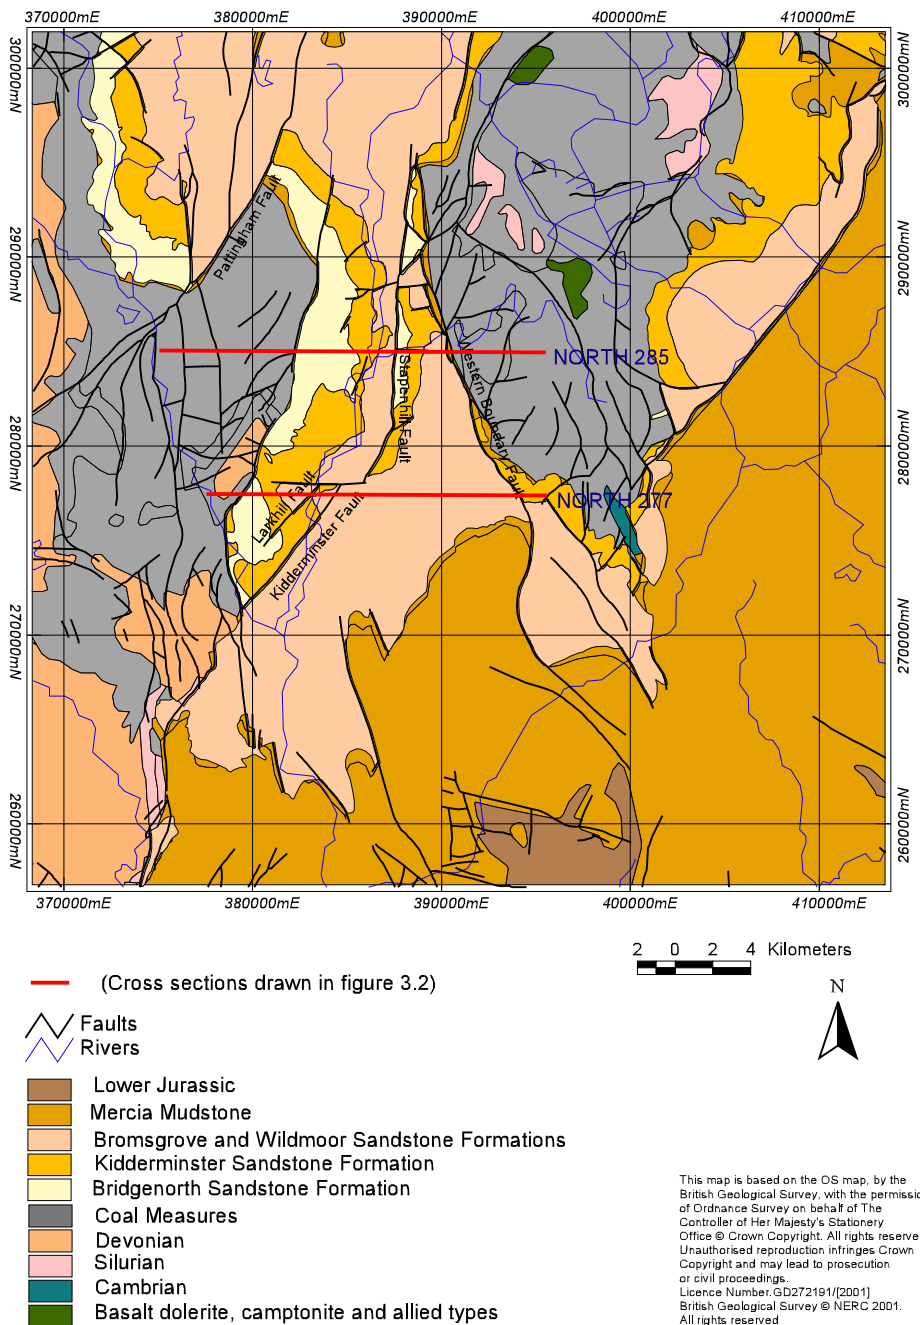 370000mE 380000mE 390000mE 400000mE 410000mE
300000mN 300000mN
290000mN 290000mN
280000mN 280000mN
270000mN 270000mN
260000mN 260000mN
Pattingham Fault
NORTH 285
Stapenhill Fault
Western Boundary Fault
Larkhill Fault
Kidderminster Fault
NORTH 277
370000mE 380000mE 390000mE 400000mE 410000mE
2 0 2 4 Kilometers
(Cross sections drawn in figure 3.2)
N
Faults
Rivers
Lower Jurassic
Mercia Mudstone
Bromsgrove and Wildmoor Sandstone Formations
Kidderminster Sandstone Formation
Bridgenorth Sandstone Formation
Coal Measures
Devonian
Silurian
Cambrian
Basalt dolerite, camptonite and allied types
This map is based on the OS map, by the
British Geological Survey, with the permissic
of Ordnance Survey on behalf of The
Controller of Her Majesty's Stationery
Office © Crown Copyright. All rights reserve
Unauthorised reproduction infringes Crown
Copyright and may lead to prosecution
or civil proceedings.
Licence Number.GD272191/[2001]
British Geological Survey © NERC 2001.
All rights reserved